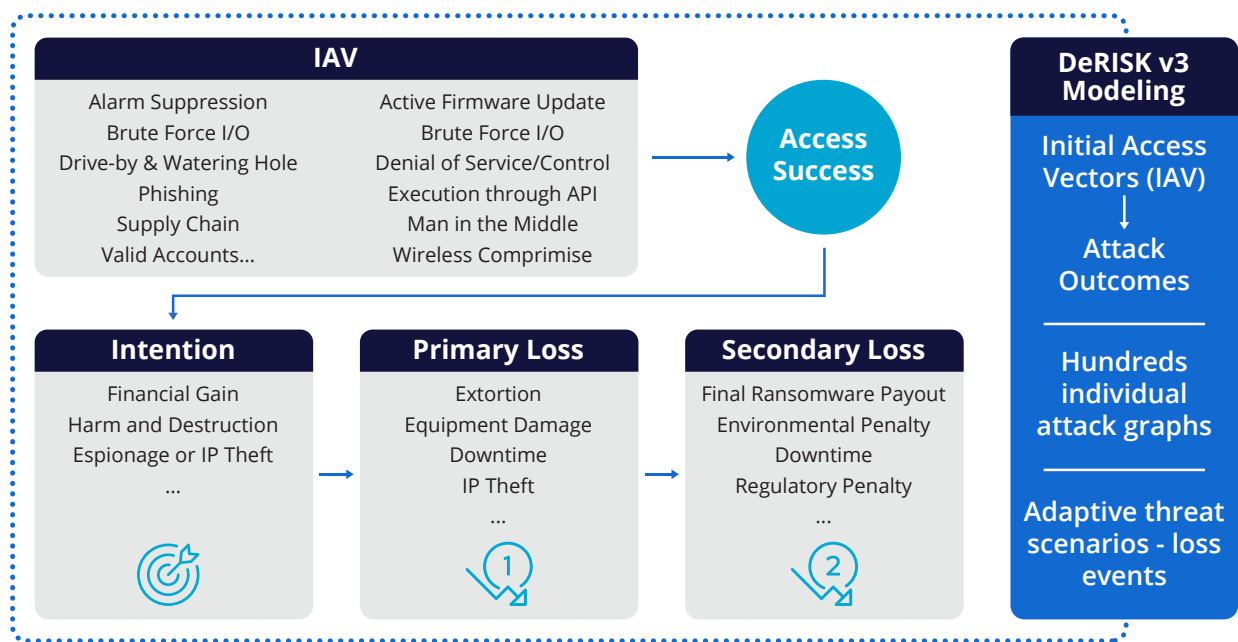 IAV
Alarm Suppression
Brute Force I/O
Drive-by & Watering Hole
Phishing
Supply Chain
Valid Accounts...
Active Firmware Update
Brute Force I/O
Denial of Service/Control
Execution through API
Man in the Middle
Wireless Comprimise
Access
Success
Intention
Financial Gain
Harm and Destruction
Espionage or IP Theft
...
Primary Loss
Extortion
Equipment Damage
Downtime
IP Theft
...
1
Secondary Loss
Final Ransomware Payout
Environmental Penalty
Downtime
Regulatory Penalty
...
2
DeRISK v3
Modeling
Initial Access
Vectors (IAV)
Attack
Outcomes
Hundreds
individual
attack graphs
Adaptive threat
scenarios - loss
events